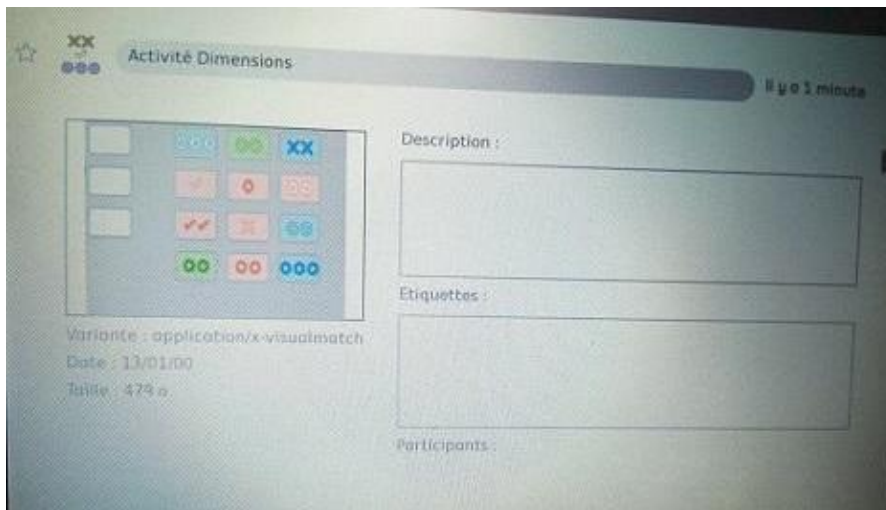 Activité Dimensions
Il y a 1 minute
Description :
Etiquettes :
Variante : application/x-visualmatch
Date : 13/01/00
Taille : 479 o
Participants :